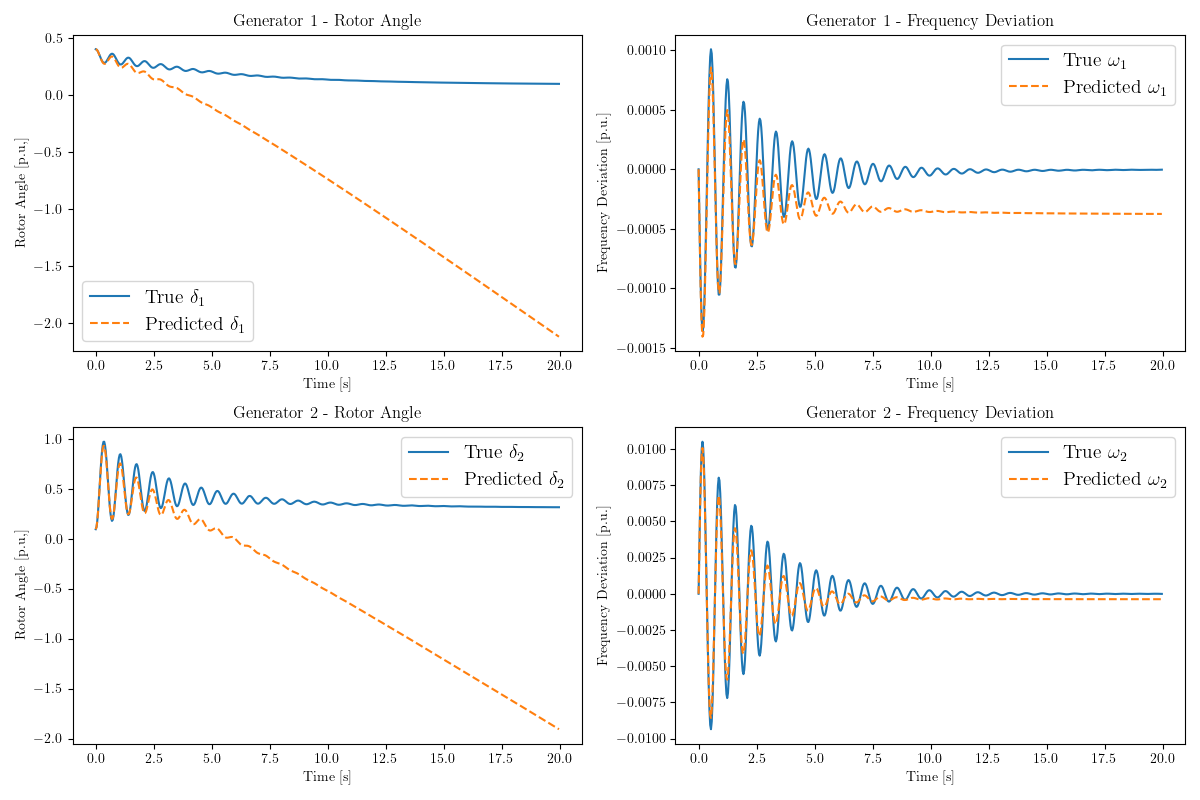 Generator 1 - Rotor Angle
0.5
0.0
−0.5
−1.0
−1.5
−2.0
Rotor Angle [p.u.]
True δ1
Predicted δ1
0.0 2.5 5.0 7.5 10.0 12.5 15.0 17.5 20.0
Time [s]
Generator 1 - Frequency Deviation
0.0010
0.0005
0.0000
−0.0005
−0.0010
−0.0015
Frequency Deviation [p.u.]
True ω1
Predicted ω1
0.0 2.5 5.0 7.5 10.0 12.5 15.0 17.5 20.0
Time [s]
Generator 2 - Rotor Angle
1.0
0.5
0.0
−0.5
−1.0
−1.5
−2.0
Rotor Angle [p.u.]
True δ2
Predicted δ2
0.0 2.5 5.0 7.5 10.0 12.5 15.0 17.5 20.0
Time [s]
Generator 2 - Frequency Deviation
0.0100
0.0075
0.0050
0.0025
0.0000
−0.0025
−0.0050
−0.0075
−0.0100
Frequency Deviation [p.u.]
True ω2
Predicted ω2
0.0 2.5 5.0 7.5 10.0 12.5 15.0 17.5 20.0
Time [s]